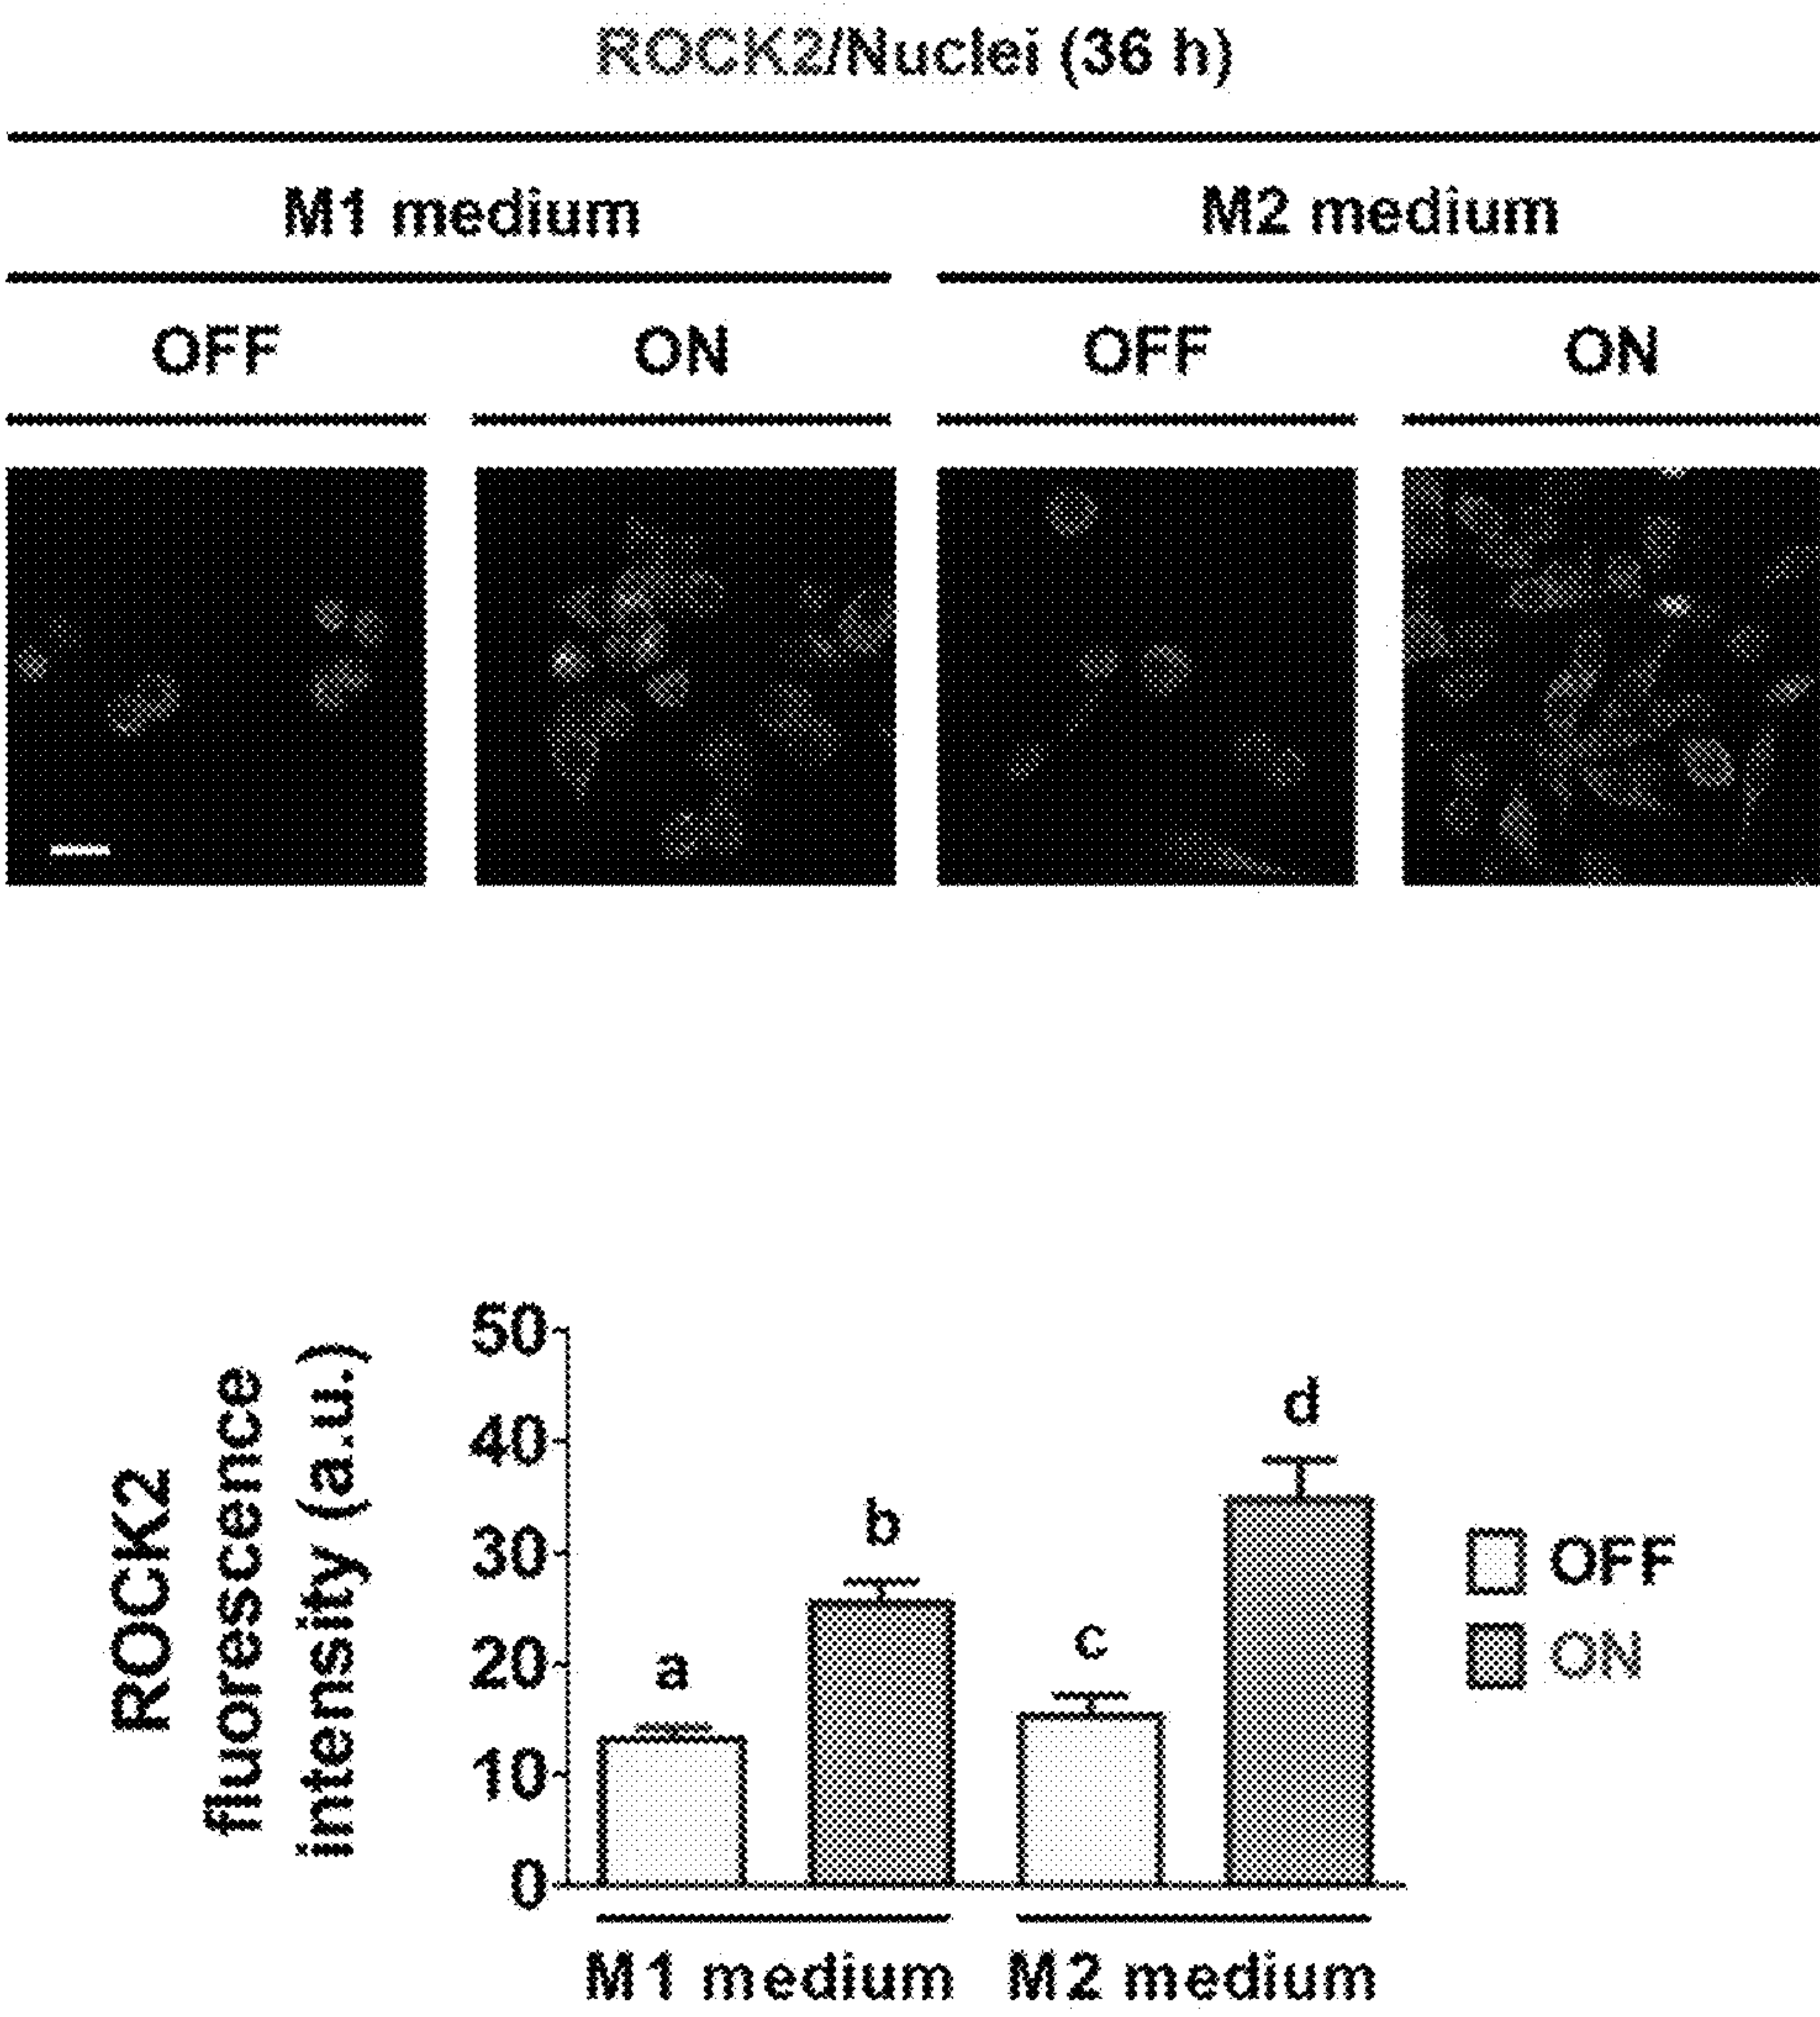 ROCK2/Nuclei (36 h)
M1 medium
M2 medium
OFF
ON
OFF
ON
ROCK2
fluorescence
intensity (a.u.)
50
40
30
20
10
0
a
b
c
d
OFF
ON
M1 medium
M2 medium